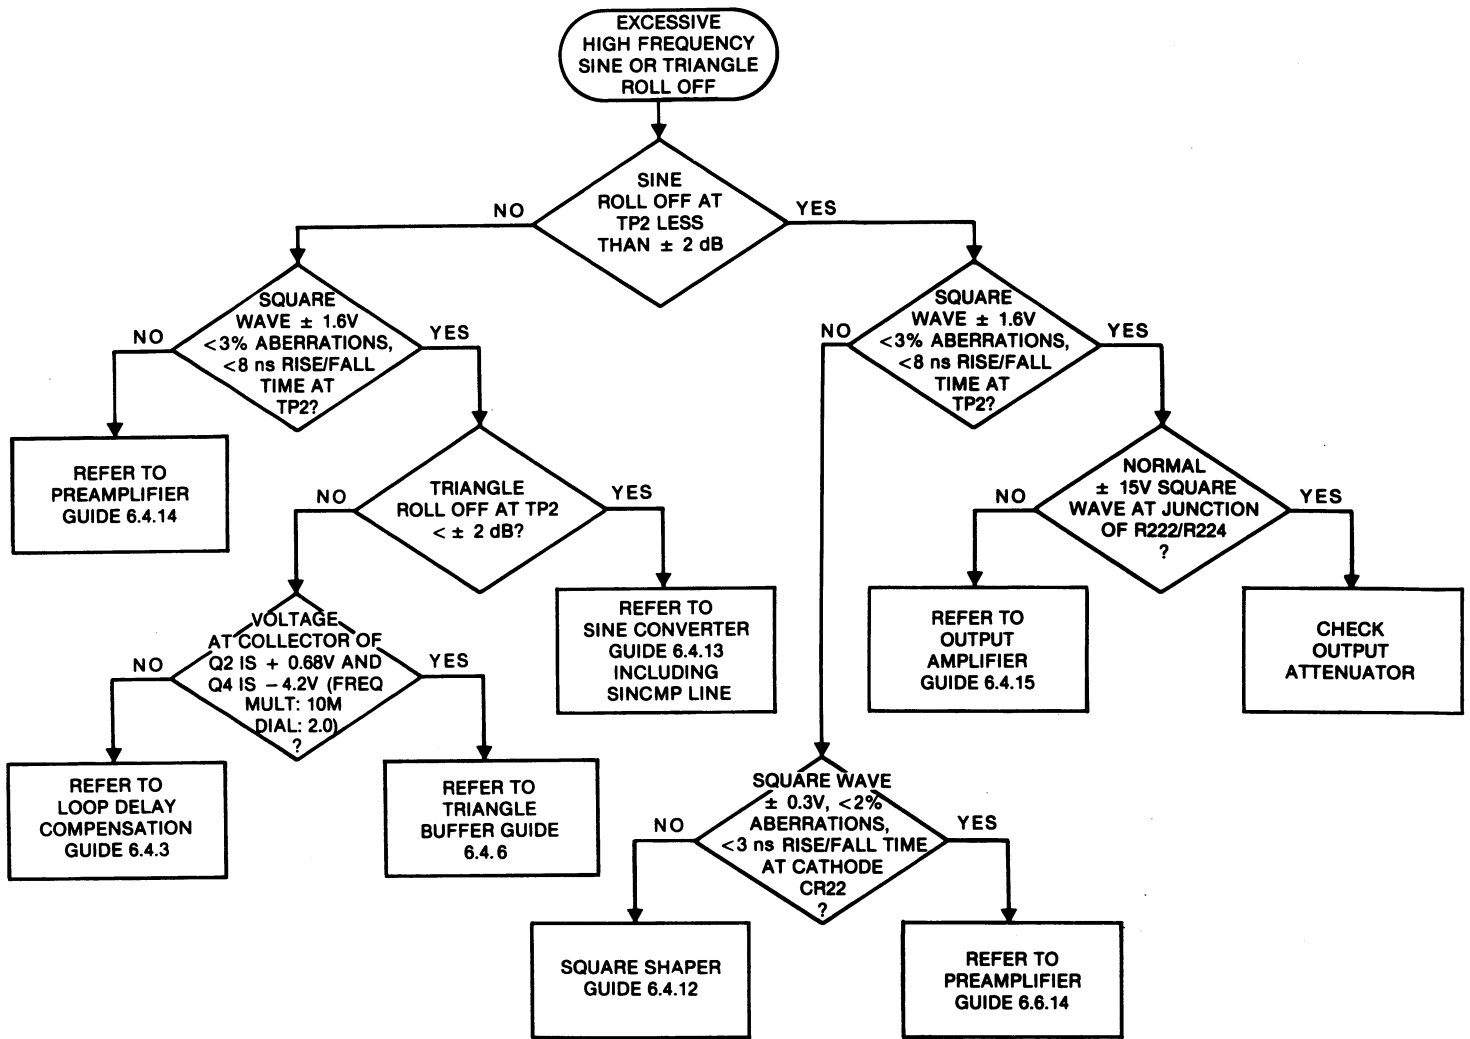 EXCESSIVE
HIGH FREQUENCY
SINE OR TRIANGLE
ROLL OFF
SINE
ROLL OFF AT
TP2 LESS
THAN ± 2 dB
NO
YES
SQUARE
WAVE ± 1.6V
<3% ABERRATIONS,
<8 ns RISE/FALL
TIME AT
TP2?
NO
YES
SQUARE
WAVE ± 1.6V
<3% ABERRATIONS,
<8 ns RISE/FALL
TIME AT
TP2?
NO
YES
REFER TO
PREAMPLIFIER
GUIDE 6.4.14
TRIANGLE
ROLL OFF AT TP2
< ± 2 dB?
NO
YES
NORMAL
± 15V SQUARE
WAVE AT JUNCTION
OF R222/R224
?
NO
YES
VOLTAGE
AT COLLECTOR OF
Q2 IS + 0.68V AND
Q4 IS − 4.2V (FREQ
MULT: 10M
DIAL: 2.0)
?
NO
YES
REFER TO
SINE CONVERTER
GUIDE 6.4.13
INCLUDING
SINCMP LINE
REFER TO
OUTPUT
AMPLIFIER
GUIDE 6.4.15
CHECK
OUTPUT
ATTENUATOR
REFER TO
LOOP DELAY
COMPENSATION
GUIDE 6.4.3
REFER TO
TRIANGLE
BUFFER GUIDE
6.4.6
SQUARE WAVE
± 0.3V, <2%
ABERRATIONS,
<3 ns RISE/FALL TIME
AT CATHODE
CR22
?
NO
YES
SQUARE SHAPER
GUIDE 6.4.12
REFER TO
PREAMPLIFIER
GUIDE 6.6.14